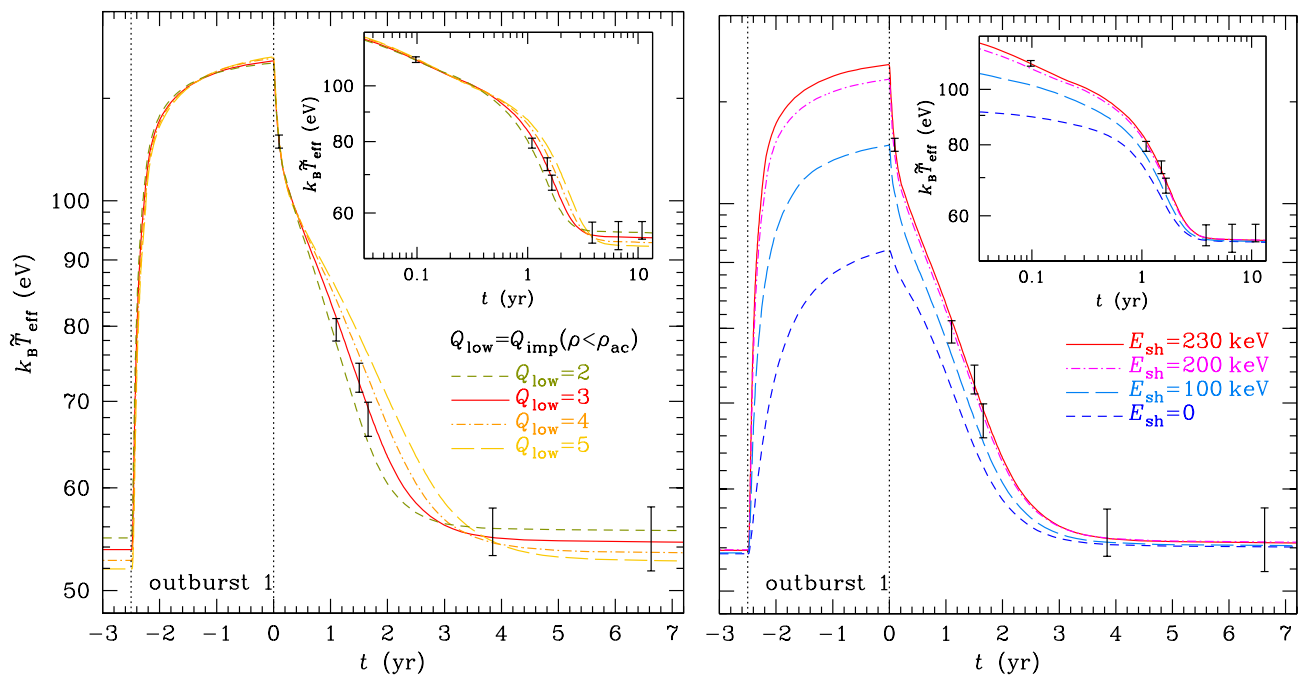 k_B T̃_eff (eV)
100
90
80
70
60
50
−3 −2 −1 0 1 2 3 4 5 6 7
t (yr)
outburst 1
Q_low=Q_imp(ρ<ρ_ac)
Q_low=2
Q_low=3
Q_low=4
Q_low=5
k_B T̃_eff (eV)
100
80
60
0.1 1 10
t (yr)
−3 −2 −1 0 1 2 3 4 5 6 7
t (yr)
outburst 1
E_sh=230 keV
E_sh=200 keV
E_sh=100 keV
E_sh=0
k_B T̃_eff (eV)
100
80
60
0.1 1 10
t (yr)